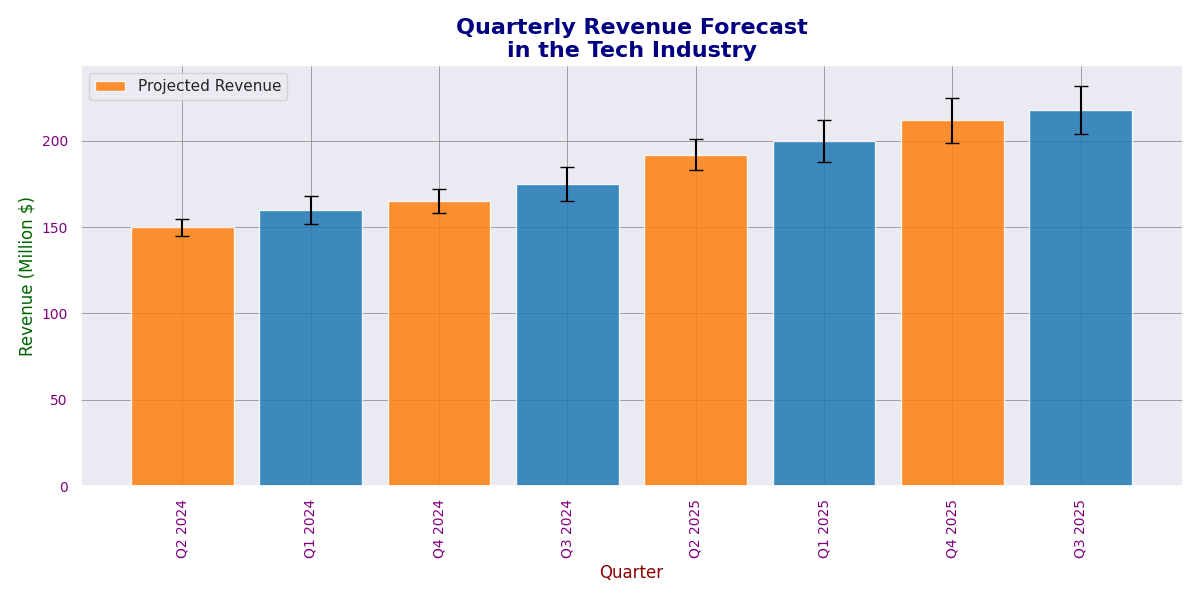 Quarterly Revenue Forecast
in the Tech Industry
Projected Revenue
Revenue (Million $)
200
150
100
50
0
Q2 2024
Q1 2024
Q4 2024
Q3 2024
Q2 2025
Q1 2025
Q4 2025
Q3 2025
Quarter